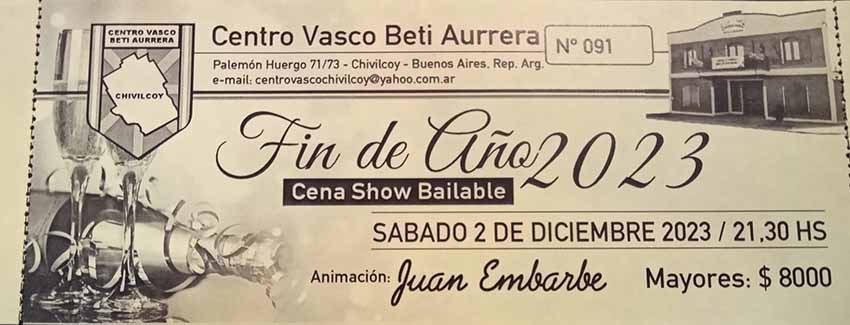 CENTRO VASCO
BETI AURRERA
CHIVILCOY
Centro Vasco Beti Aurrera
Nº 091
Palemón Huergo 71/73 - Chivilcoy - Buenos Aires, Rep. Arg.
e-mail: centrovascochivilcoy@yahoo.com.ar
Fin de Año 2023
Cena Show Bailable
SABADO 2 DE DICIEMBRE 2023 / 21,30 HS
Animación: Juan Embarbe Mayores: $ 8000